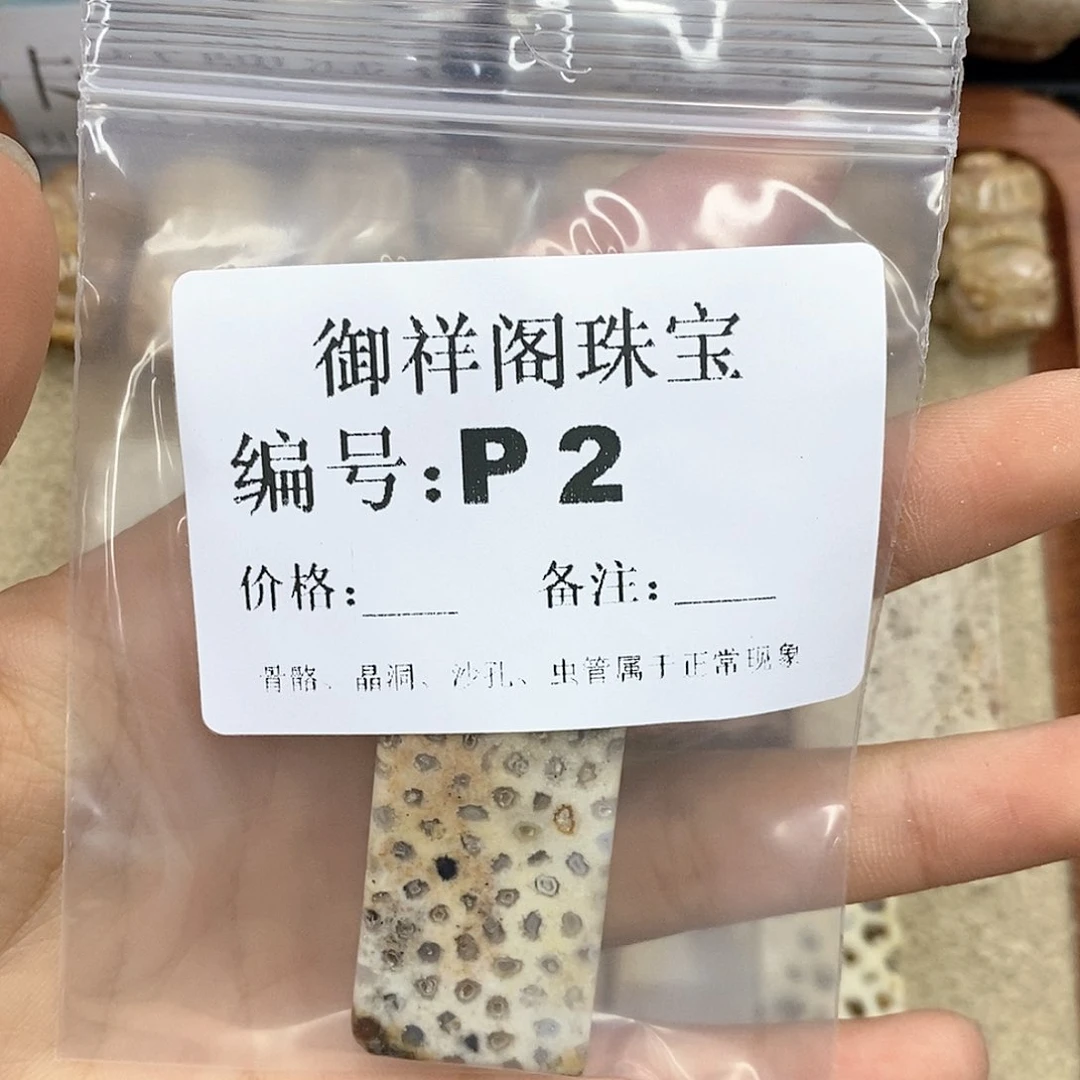 御祥阁珠宝
编号:P2
价格:____ 备注:____
骨骼、晶洞、沙孔、虫管属于正常现象